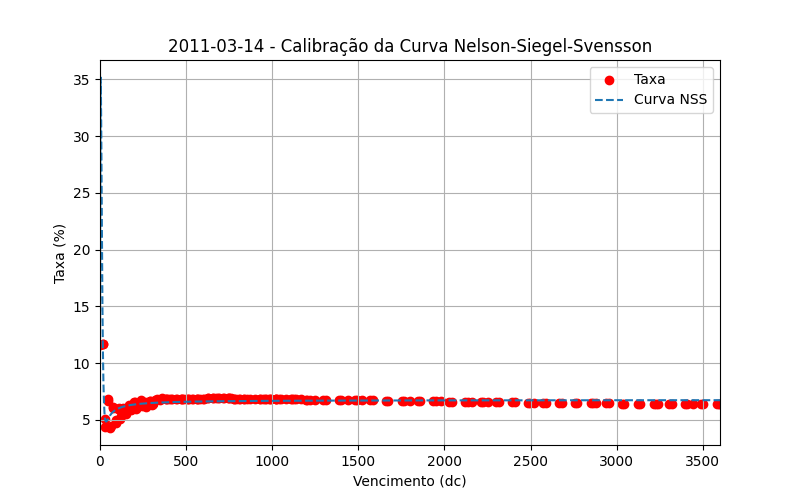 2011-03-14 - Calibração da Curva Nelson-Siegel-Svensson
Taxa (%)
35
30
25
20
15
10
5
Taxa
Curva NSS
0 500 1000 1500 2000 2500 3000 3500
Vencimento (dc)